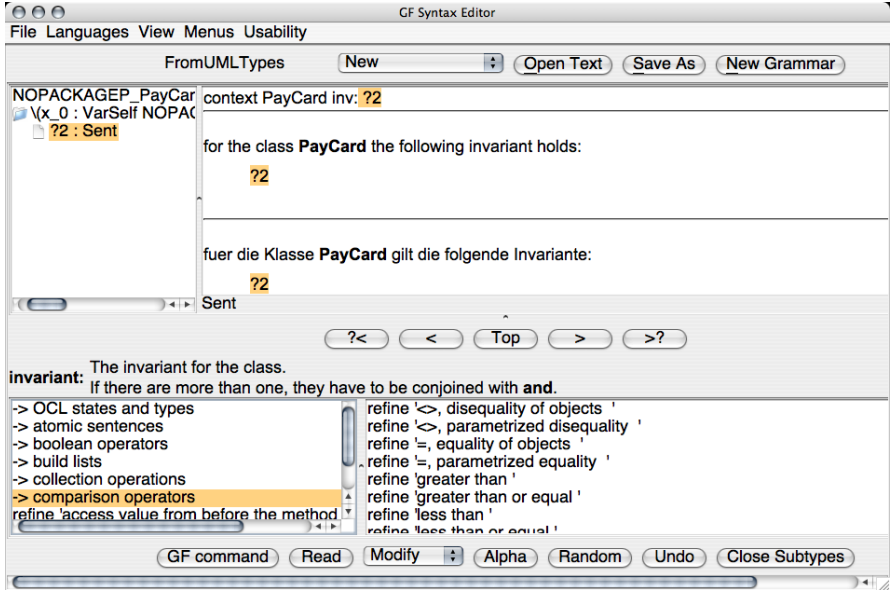 GF Syntax Editor
File Languages View Menus Usability
FromUMLTypes New Open Text Save As New Grammar
NOPACKAGEP_PayCar
\(x_0 : VarSelf NOPAC
?2 : Sent
context PayCard inv: ?2
for the class PayCard the following invariant holds:
?2
fuer die Klasse PayCard gilt die folgende Invariante:
?2
Sent
?< < Top > >?
invariant: The invariant for the class.
If there are more than one, they have to be conjoined with and.
-> OCL states and types
-> atomic sentences
-> boolean operators
-> build lists
-> collection operations
-> comparison operators
refine 'access value from before the method
refine '<>, disequality of objects '
refine '<>, parametrized disequality '
refine '=, equality of objects '
refine '=, parametrized equality '
refine 'greater than '
refine 'greater than or equal '
refine 'less than '
refine 'less than or equal '
GF command Read Modify Alpha Random Undo Close Subtypes